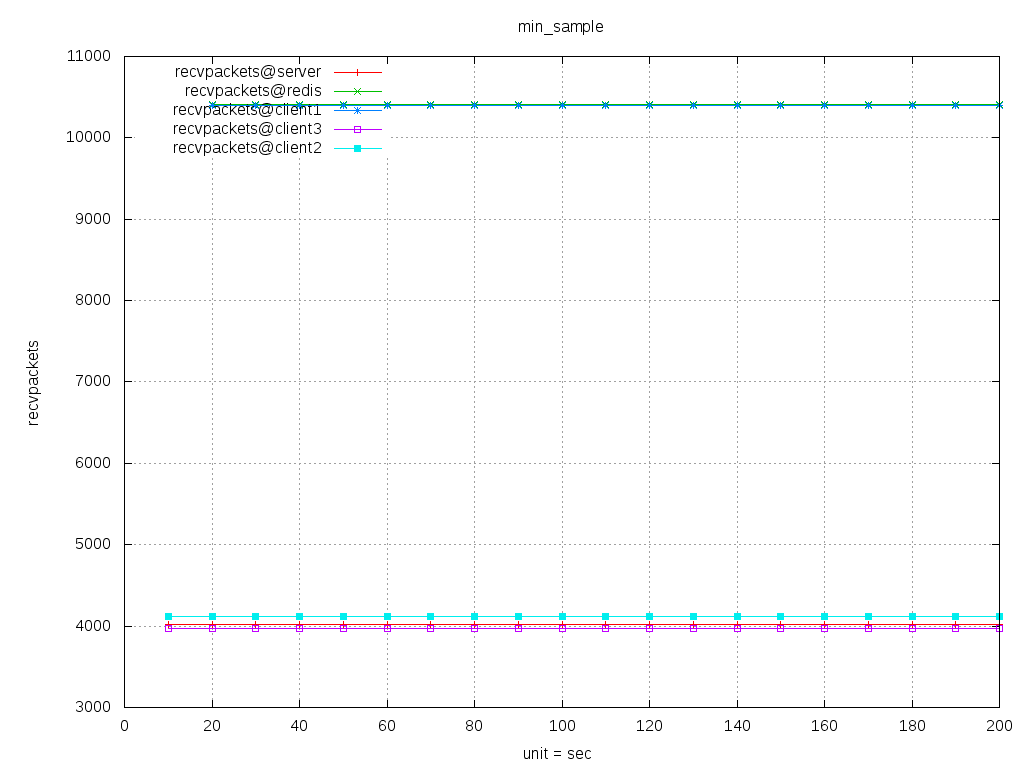 min_sample
11000
recvpackets@server
recvpackets@redis
recvpackets@client1
recvpackets@client3
recvpackets@client2
10000
9000
8000
7000
6000
5000
4000
3000
recvpackets
0 20 40 60 80 100 120 140 160 180 200
unit = sec